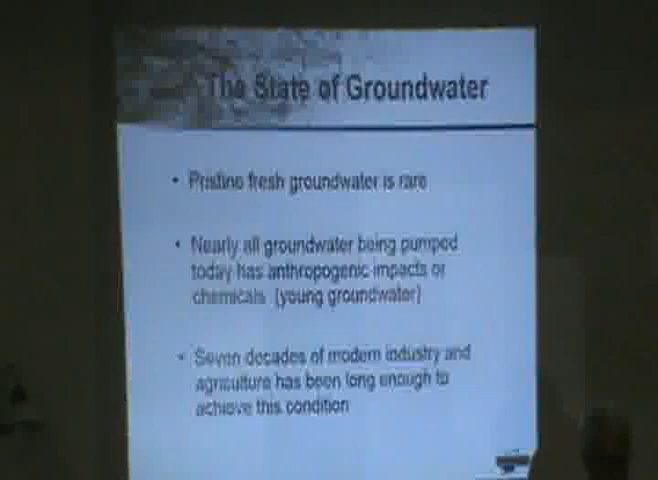 The State of Groundwater
• Pristine fresh groundwater is rare
• Nearly all groundwater being pumped
today has anthropogenic impacts or
chemicals (young groundwater)
• Seven decades of modern industry and
agriculture has been long enough to
achieve this condition